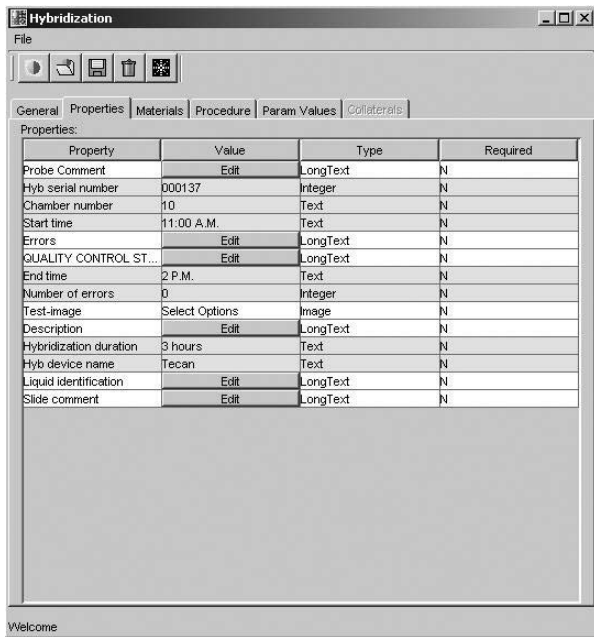 Hybridization
File
General Properties Materials Procedure Param Values Collaterals
Properties:
Property Value Type Required
Probe Comment Edit LongText N
Hyb serial number 000137 Integer N
Chamber number 10 Text N
Start time 11:00 A.M. Text N
Errors Edit LongText N
QUALITY CONTROL ST... Edit LongText N
End time 2 P.M. Text N
Number of errors 0 Integer N
Test-image Select Options Image N
Description Edit LongText N
Hybridization duration 3 hours Text N
Hyb device name Tecan Text N
Liquid identification Edit LongText N
Slide comment Edit LongText N
Welcome